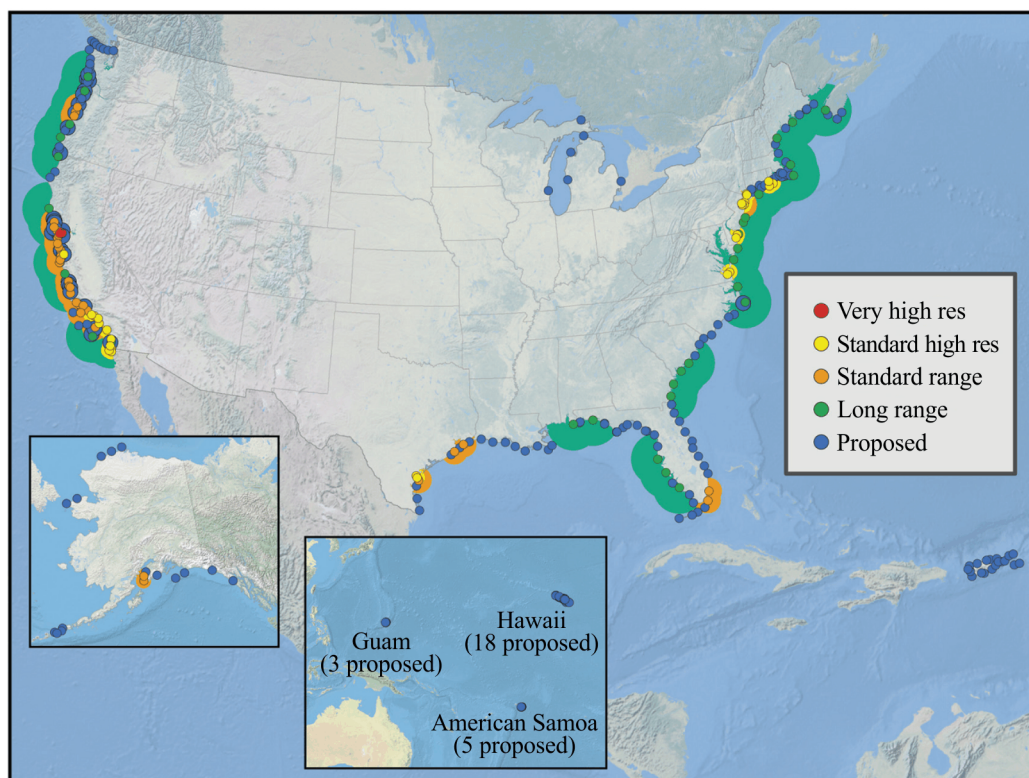 Very high res
Standard high res
Standard range
Long range
Proposed
Hawaii
(18 proposed)
Guam
(3 proposed)
American Samoa
(5 proposed)